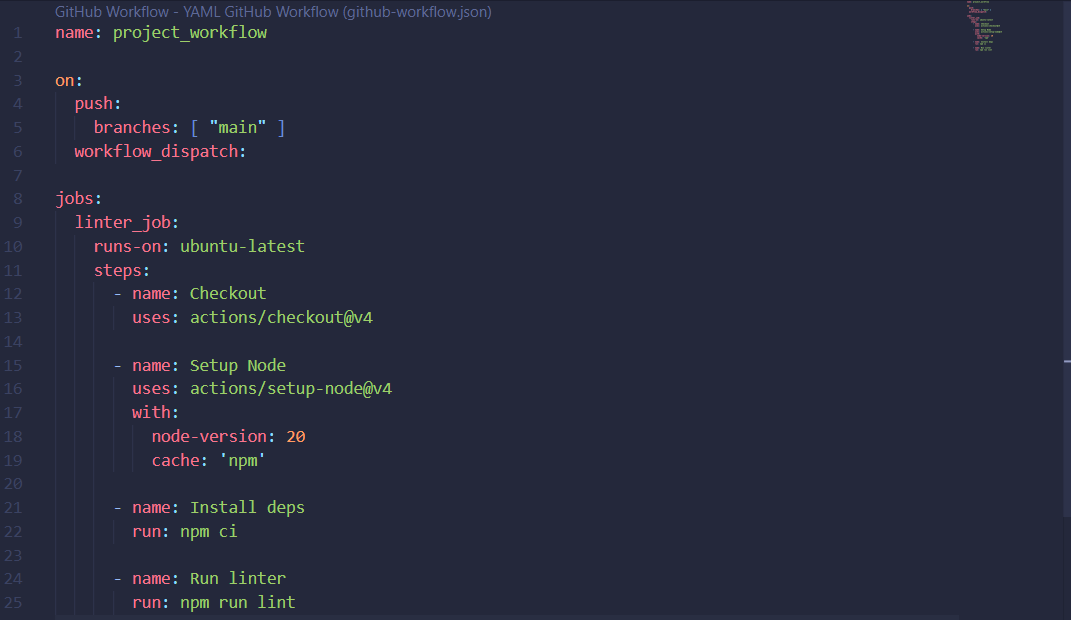 GitHub Workflow - YAML GitHub Workflow (github-workflow.json)
1 name: project_workflow
2
3 on:
4   push:
5     branches: [ "main" ]
6   workflow_dispatch:
7
8 jobs:
9   linter_job:
10     runs-on: ubuntu-latest
11     steps:
12       - name: Checkout
13         uses: actions/checkout@v4
14
15       - name: Setup Node
16         uses: actions/setup-node@v4
17         with:
18           node-version: 20
19           cache: 'npm'
20
21       - name: Install deps
22         run: npm ci
23
24       - name: Run linter
25         run: npm run lint